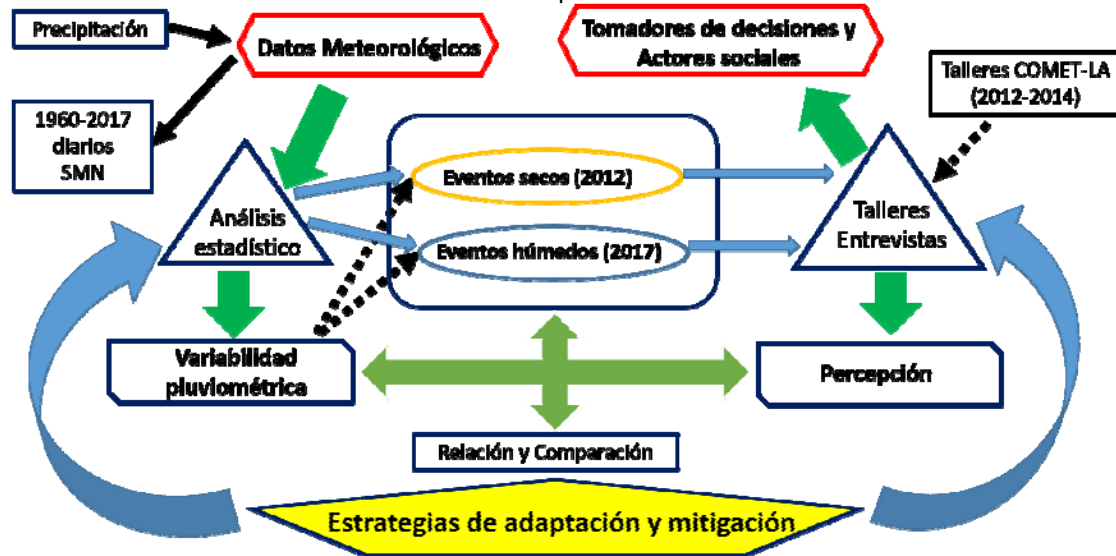 Precipitación
Datos Meteorológicos
Tomadores de decisiones y
Actores sociales
Talleres COMET-LA
(2012-2014)
1960-2017
diarios
SMN
Análisis
estadístico
Eventos secos (2012)
Eventos húmedos (2017)
Talleres
Entrevistas
Variabilidad
pluviométrica
Percepción
Relación y Comparación
Estrategias de adaptación y mitigación